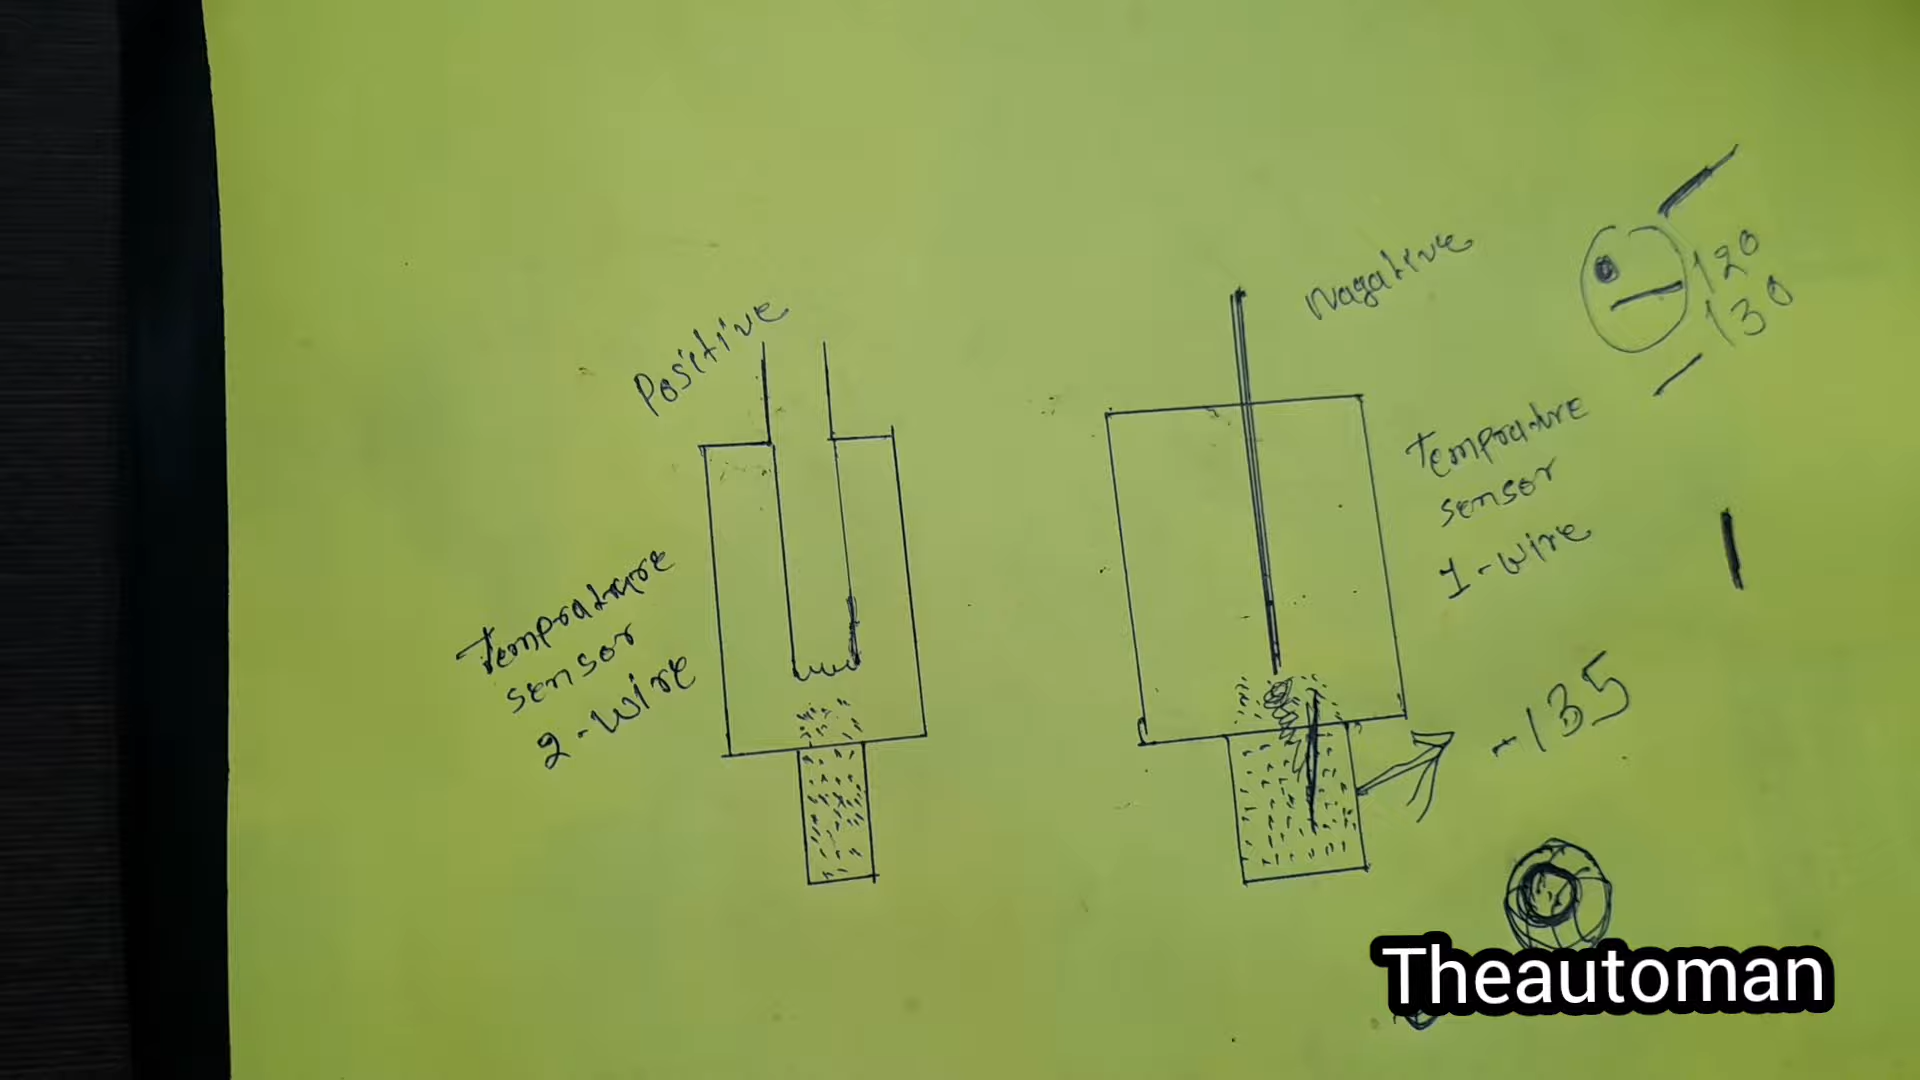 Positive
Temprature
sensor
2-wire
Nagative
Temprature
sensor
1-wire
120
130
-135
Theautoman